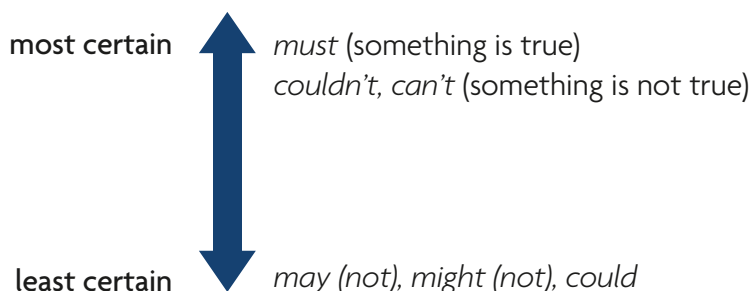 most certain must (something is true)
couldn't, can't (something is not true)
least certain may (not), might (not), could